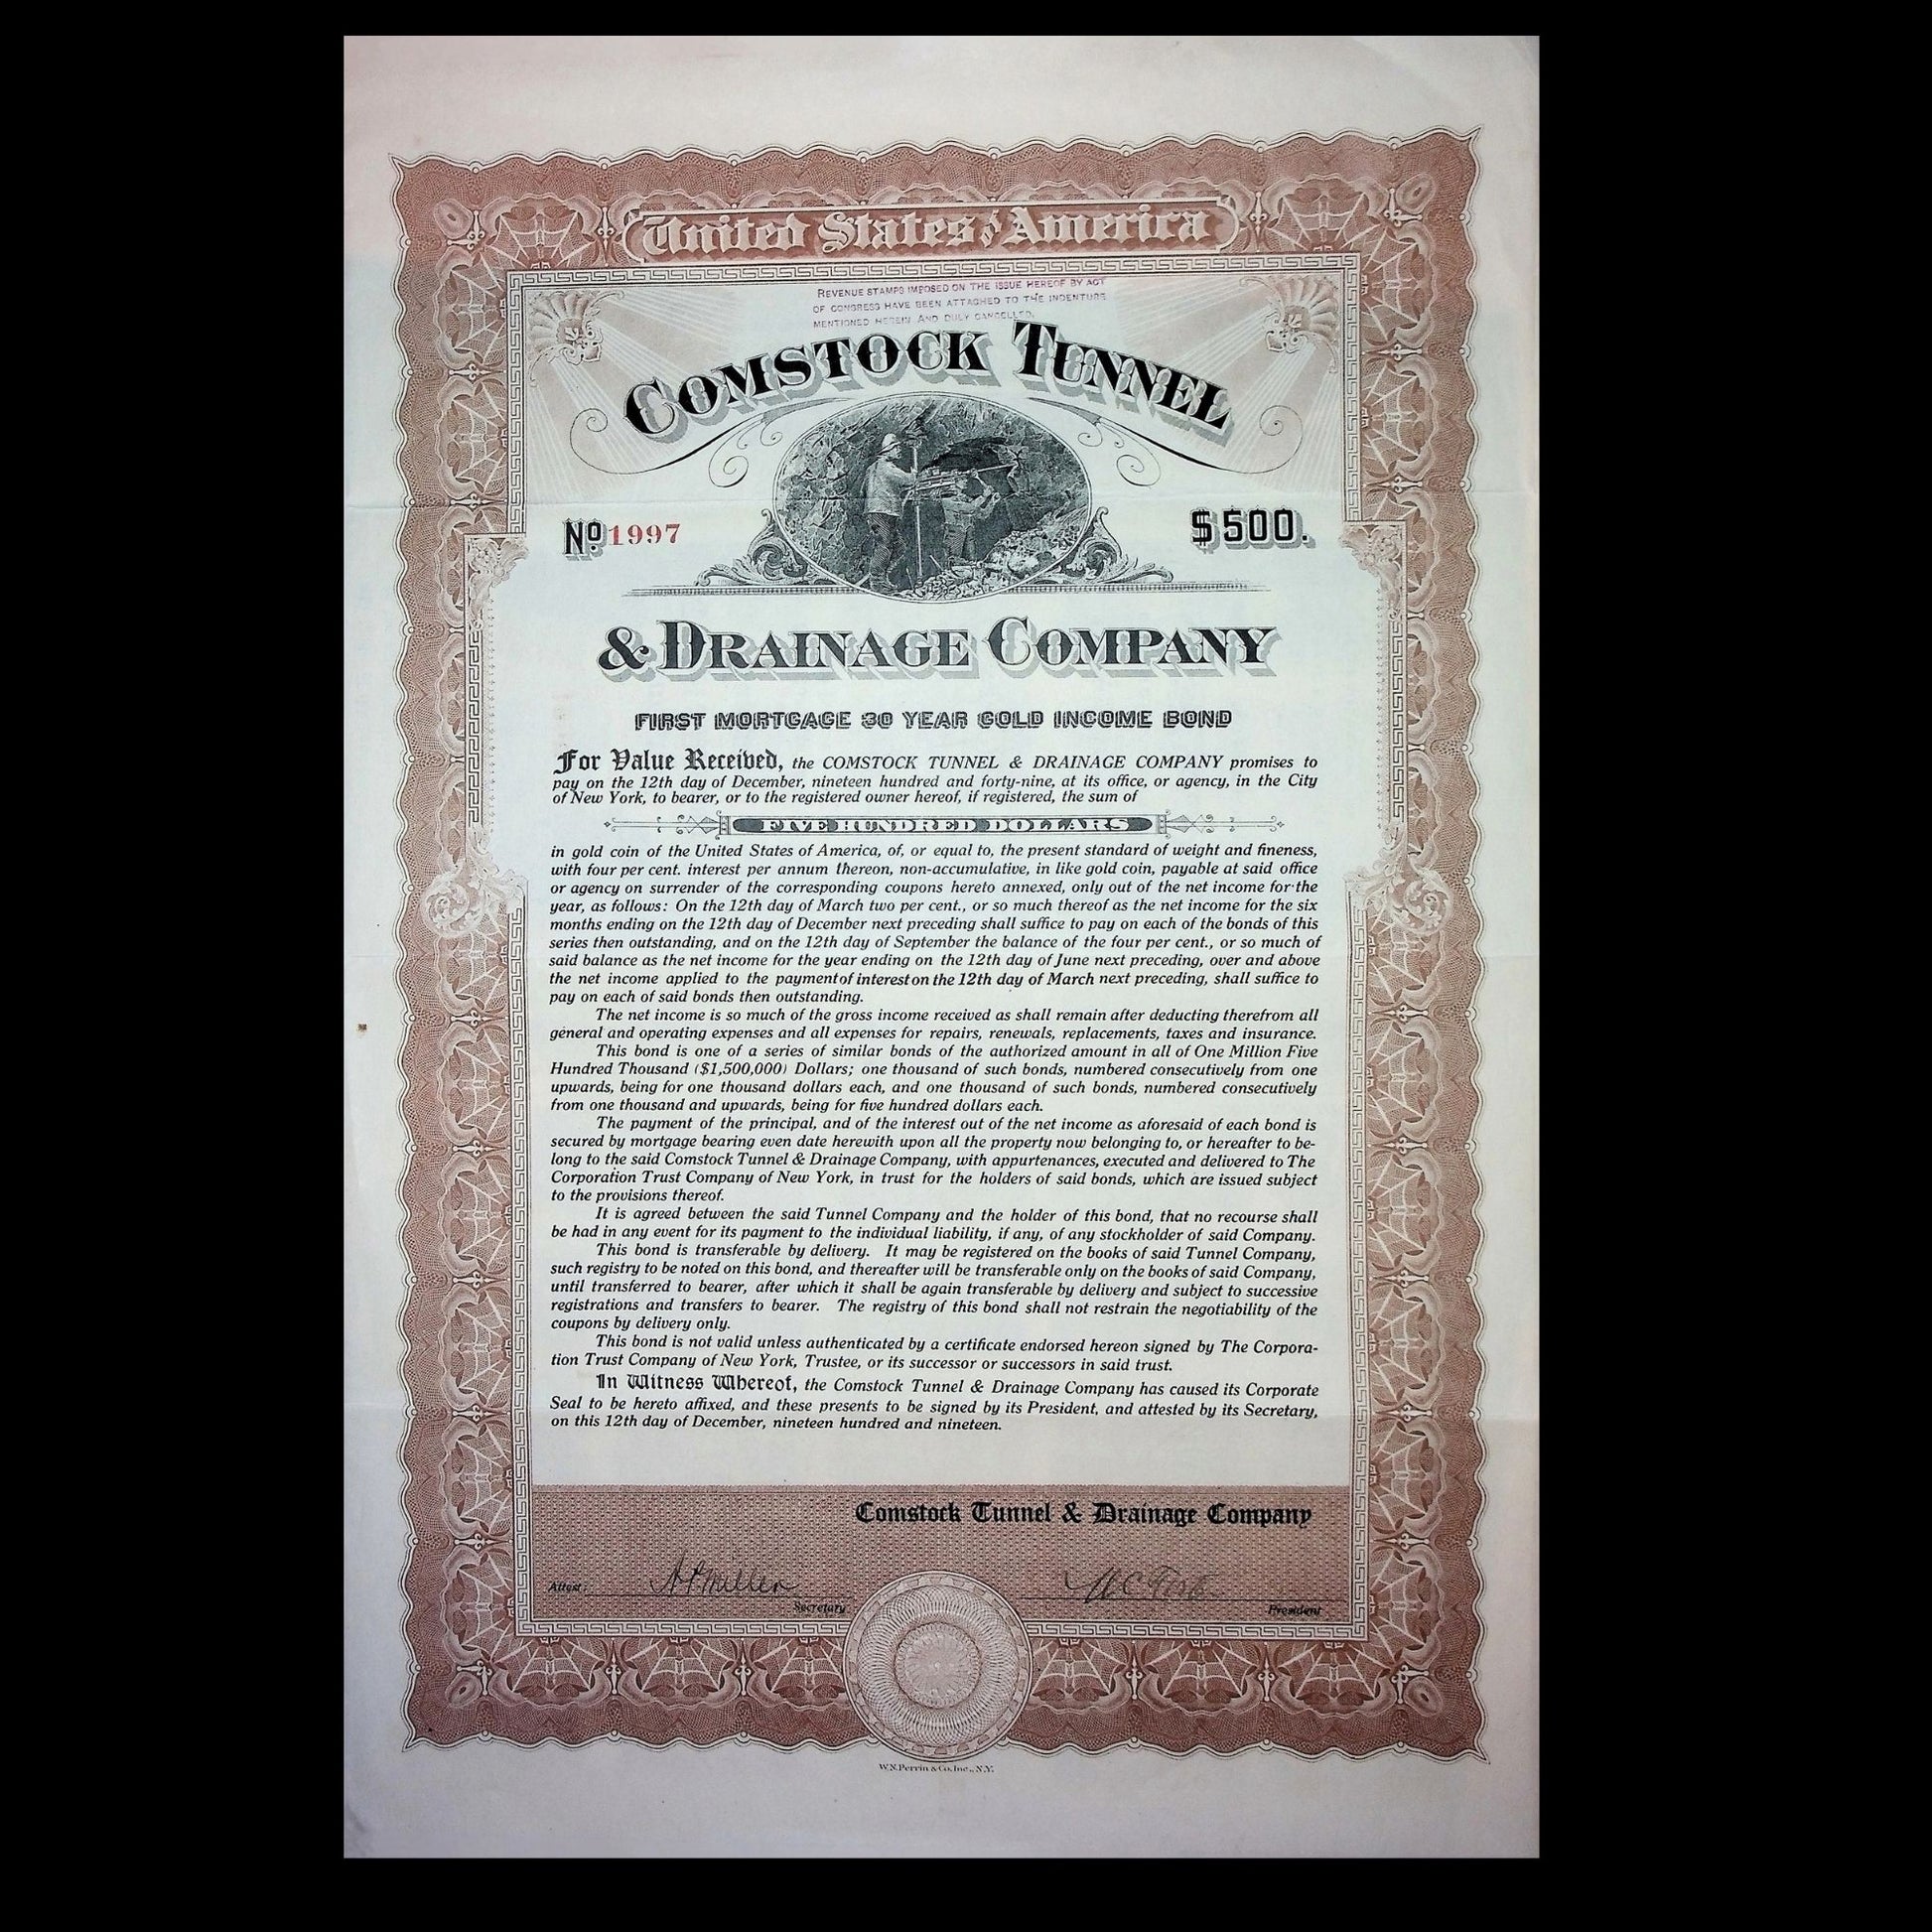 United States of America
REVENUE STAMPS IMPOSED ON THE ISSUE HEREOF BY ACT
OF CONGRESS HAVE BEEN ATTACHED TO THE INDENTURE
MENTIONED HEREIN AND DULY CANCELLED.
COMSTOCK TUNNEL
No. 1997
$500.
& DRAINAGE COMPANY
FIRST MORTGAGE 30 YEAR GOLD INCOME BOND
For Value Received, the COMSTOCK TUNNEL & DRAINAGE COMPANY promises to
pay on the 12th day of December, nineteen hundred and forty-nine, at its office, or agency, in the City
of New York, to bearer, or to the registered owner hereof, if registered, the sum of
FIVE HUNDRED DOLLARS
in gold coin of the United States of America, of, or equal to, the present standard of weight and fineness,
with four per cent. interest per annum thereon, non-accumulative, in like gold coin, payable at said office
or agency on surrender of the corresponding coupons hereto annexed, only out of the net income for the
year, as follows: On the 12th day of March two per cent., or so much thereof as the net income for the six
months ending on the 12th day of December next preceding shall suffice to pay on each of the bonds of this
series then outstanding, and on the 12th day of September the balance of the four per cent., or so much of
said balance as the net income for the year ending on the 12th day of June next preceding, over and above
the net income applied to the payment of interest on the 12th day of March next preceding, shall suffice to
pay on each of said bonds then outstanding.
The net income is so much of the gross income received as shall remain after deducting therefrom all
general and operating expenses and all expenses for repairs, renewals, replacements, taxes and insurance.
This bond is one of a series of similar bonds of the authorized amount in all of One Million Five
Hundred Thousand ($1,500,000) Dollars; one thousand of such bonds, numbered consecutively from one
upwards, being for one thousand dollars each, and one thousand of such bonds, numbered consecutively
from one thousand and upwards, being for five hundred dollars each.
The payment of the principal, and of the interest out of the net income as aforesaid of each bond is
secured by mortgage bearing even date herewith upon all the property now belonging to, or hereafter to be-
long to the said Comstock Tunnel & Drainage Company, with appurtenances, executed and delivered to The
Corporation Trust Company of New York, in trust for the holders of said bonds, which are issued subject
to the provisions thereof.
It is agreed between the said Tunnel Company and the holder of this bond, that no recourse shall
be had in any event for its payment to the individual liability, if any, of any stockholder of said Company.
This bond is transferable by delivery. It may be registered on the books of said Tunnel Company,
such registry to be noted on this bond, and thereafter will be transferable only on the books of said Company,
until transferred to bearer, after which it shall be again transferable by delivery and subject to successive
registrations and transfers to bearer. The registry of this bond shall not restrain the negotiability of the
coupons by delivery only.
This bond is not valid unless authenticated by a certificate endorsed hereon signed by The Corpora-
tion Trust Company of New York, Trustee, or its successor or successors in said trust.
In Witness Whereof, the Comstock Tunnel & Drainage Company has caused its Corporate
Seal to be hereto affixed, and these presents to be signed by its President, and attested by its Secretary,
on this 12th day of December, nineteen hundred and nineteen.
Comstock Tunnel & Drainage Company
Attest: Miller
Secretary
President
W.N. Perrin & Co. Inc., N.Y.